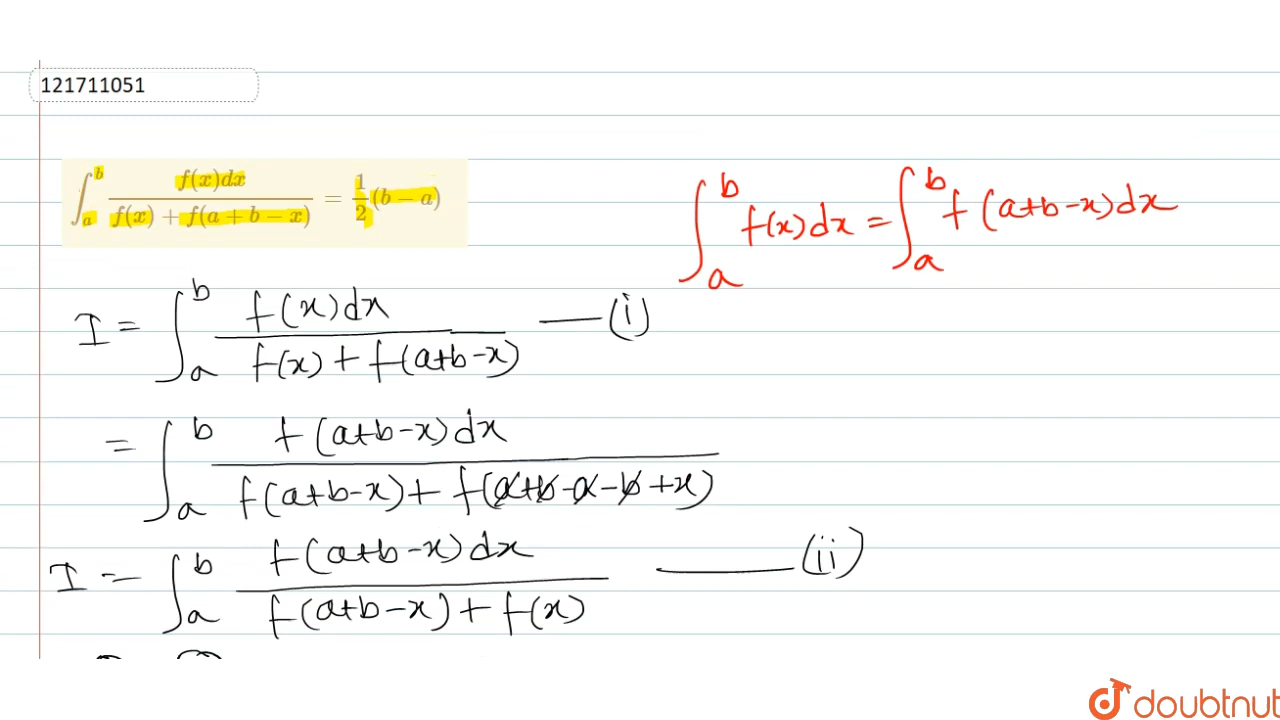 121711051
∫_a^b f(x)dx / (f(x) + f(a + b − x)) = 1/2 (b − a)
∫_a^b f(x) dx = ∫_a^b f(a+b−x) dx
I = ∫_a^b f(x) dx / (f(x) + f(a+b−x)) —(i)
= ∫_a^b f(a+b−x) dx / (f(a+b−x) + f(a+b−a−b+x))
I = ∫_a^b f(a+b−x) dx / (f(a+b−x) + f(x)) —(ii)
doubtnut